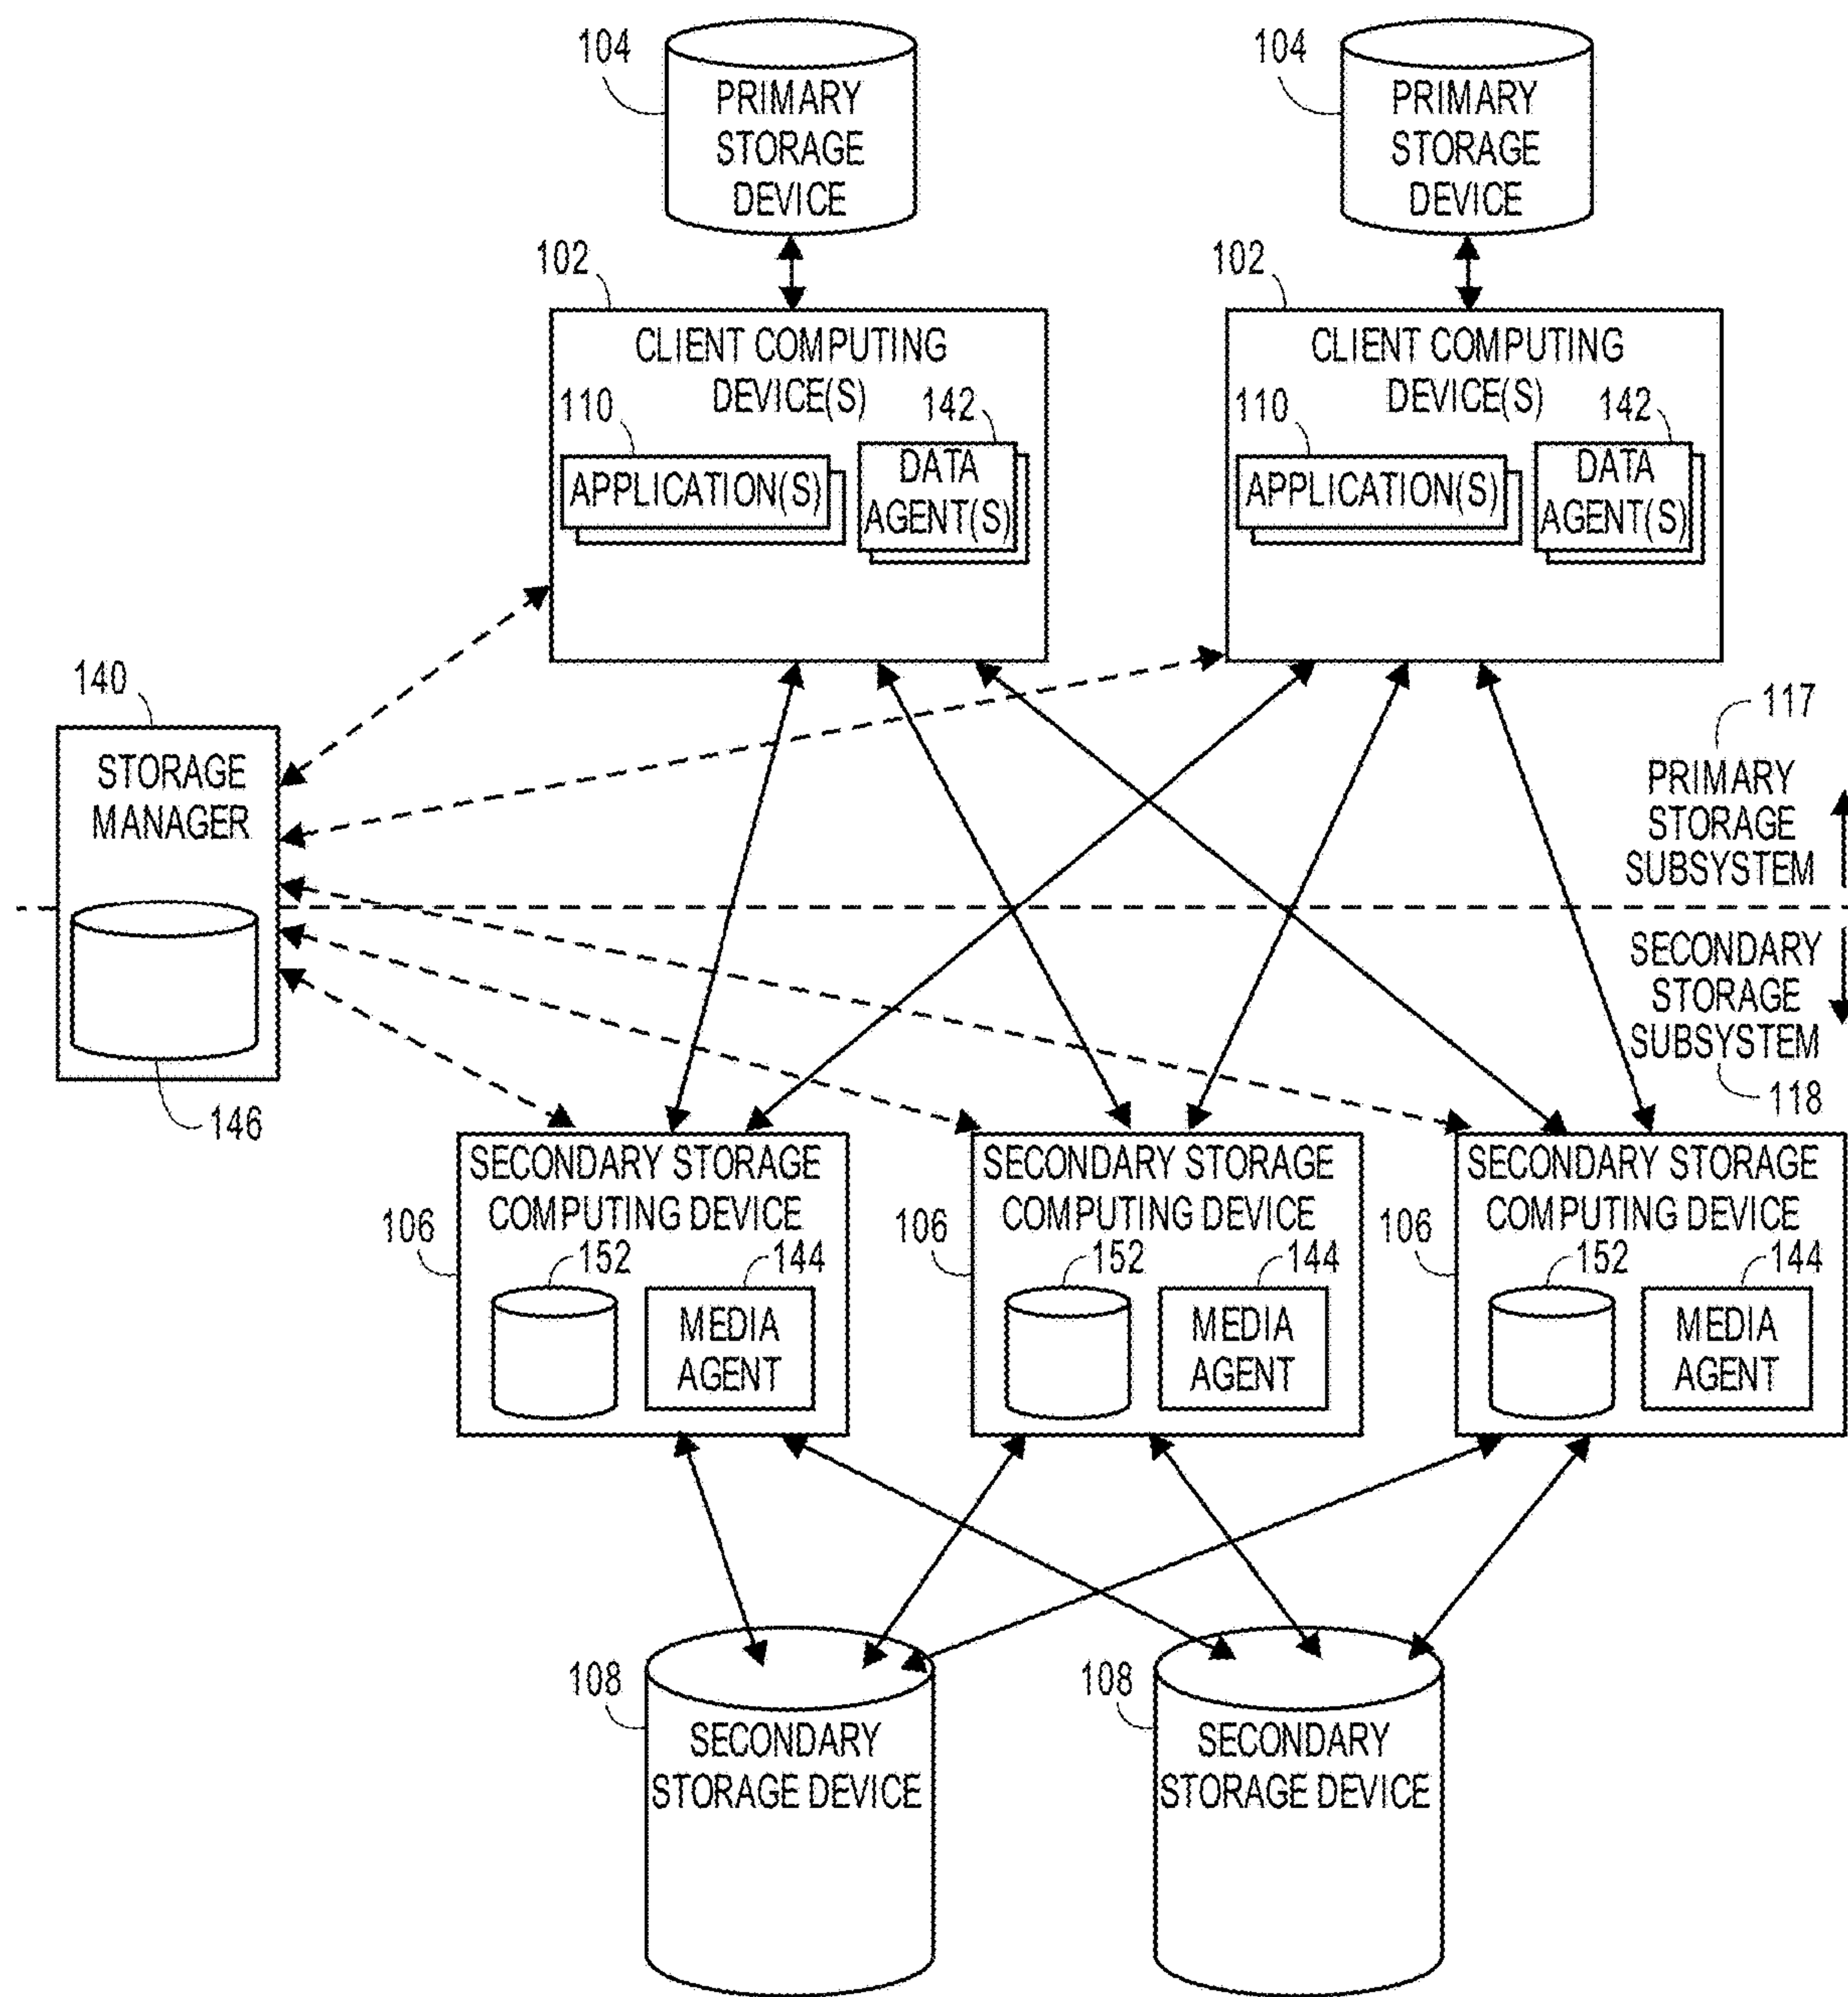 104
PRIMARY
STORAGE
DEVICE
104
PRIMARY
STORAGE
DEVICE
102
CLIENT COMPUTING
DEVICE(S)
110
142
APPLICATION(S)
DATA
AGENT(S)
102
CLIENT COMPUTING
DEVICE(S)
110
142
APPLICATION(S)
DATA
AGENT(S)
140
STORAGE
MANAGER
146
117
PRIMARY
STORAGE
SUBSYSTEM
SECONDARY
STORAGE
SUBSYSTEM
118
106
SECONDARY STORAGE
COMPUTING DEVICE
152
144
MEDIA
AGENT
106
SECONDARY STORAGE
COMPUTING DEVICE
152
144
MEDIA
AGENT
106
SECONDARY STORAGE
COMPUTING DEVICE
152
144
MEDIA
AGENT
108
SECONDARY
STORAGE DEVICE
108
SECONDARY
STORAGE DEVICE